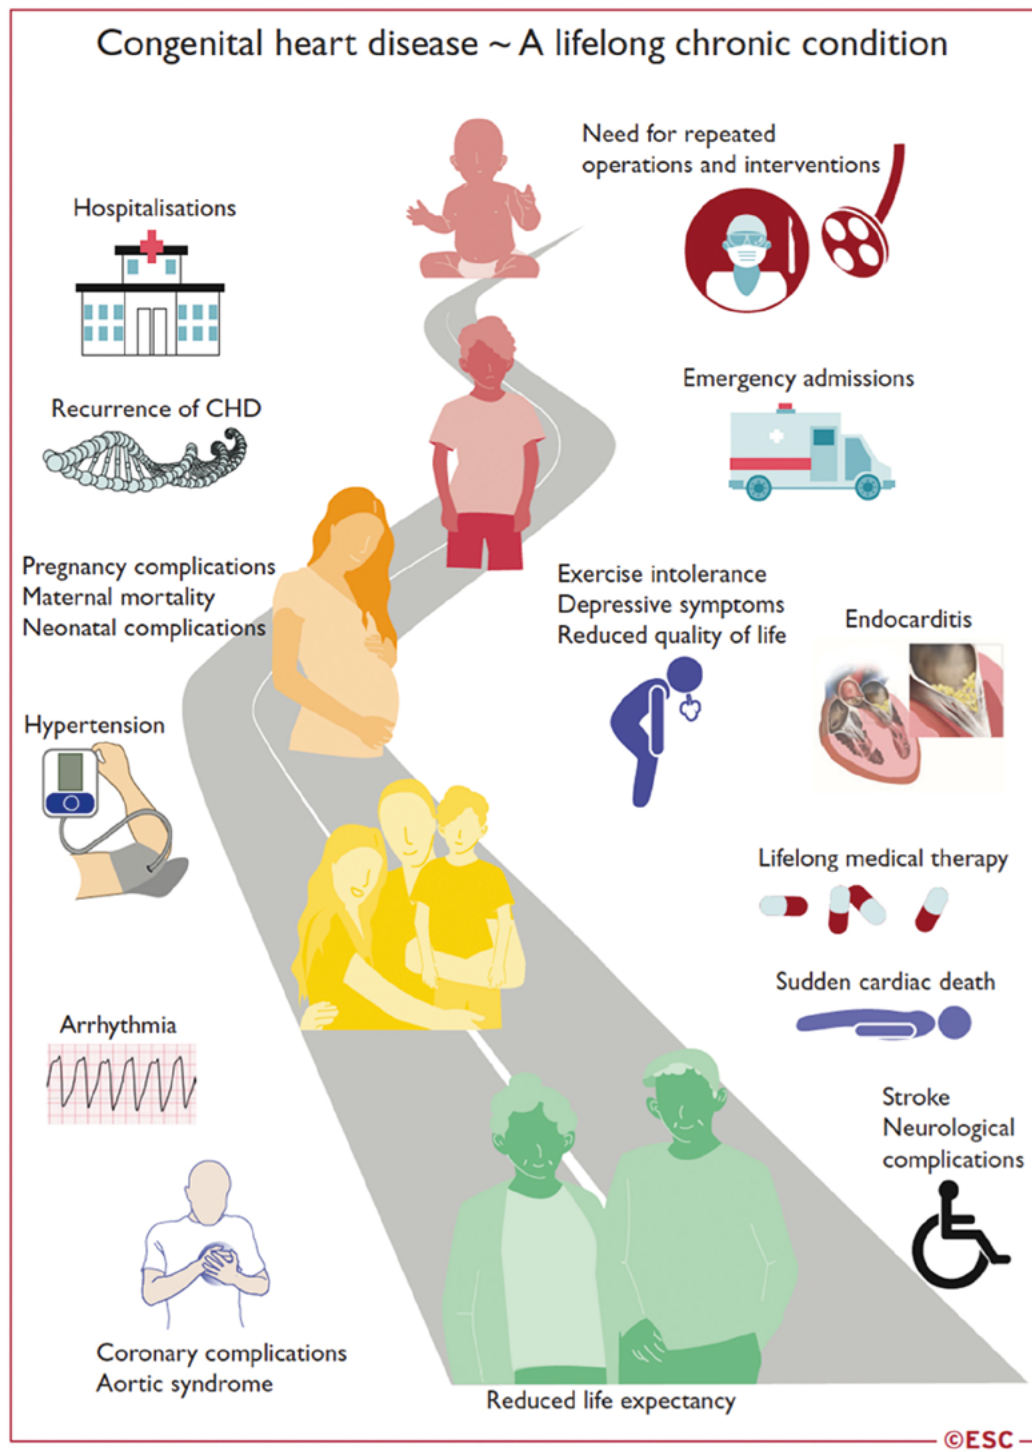 Congenital heart disease ~ A lifelong chronic condition
Need for repeated
operations and interventions
Hospitalisations
Emergency admissions
Recurrence of CHD
Pregnancy complications
Maternal mortality
Neonatal complications
Exercise intolerance
Depressive symptoms
Reduced quality of life
Endocarditis
Hypertension
Lifelong medical therapy
Sudden cardiac death
Arrhythmia
Stroke
Neurological
complications
Coronary complications
Aortic syndrome
Reduced life expectancy
©ESC